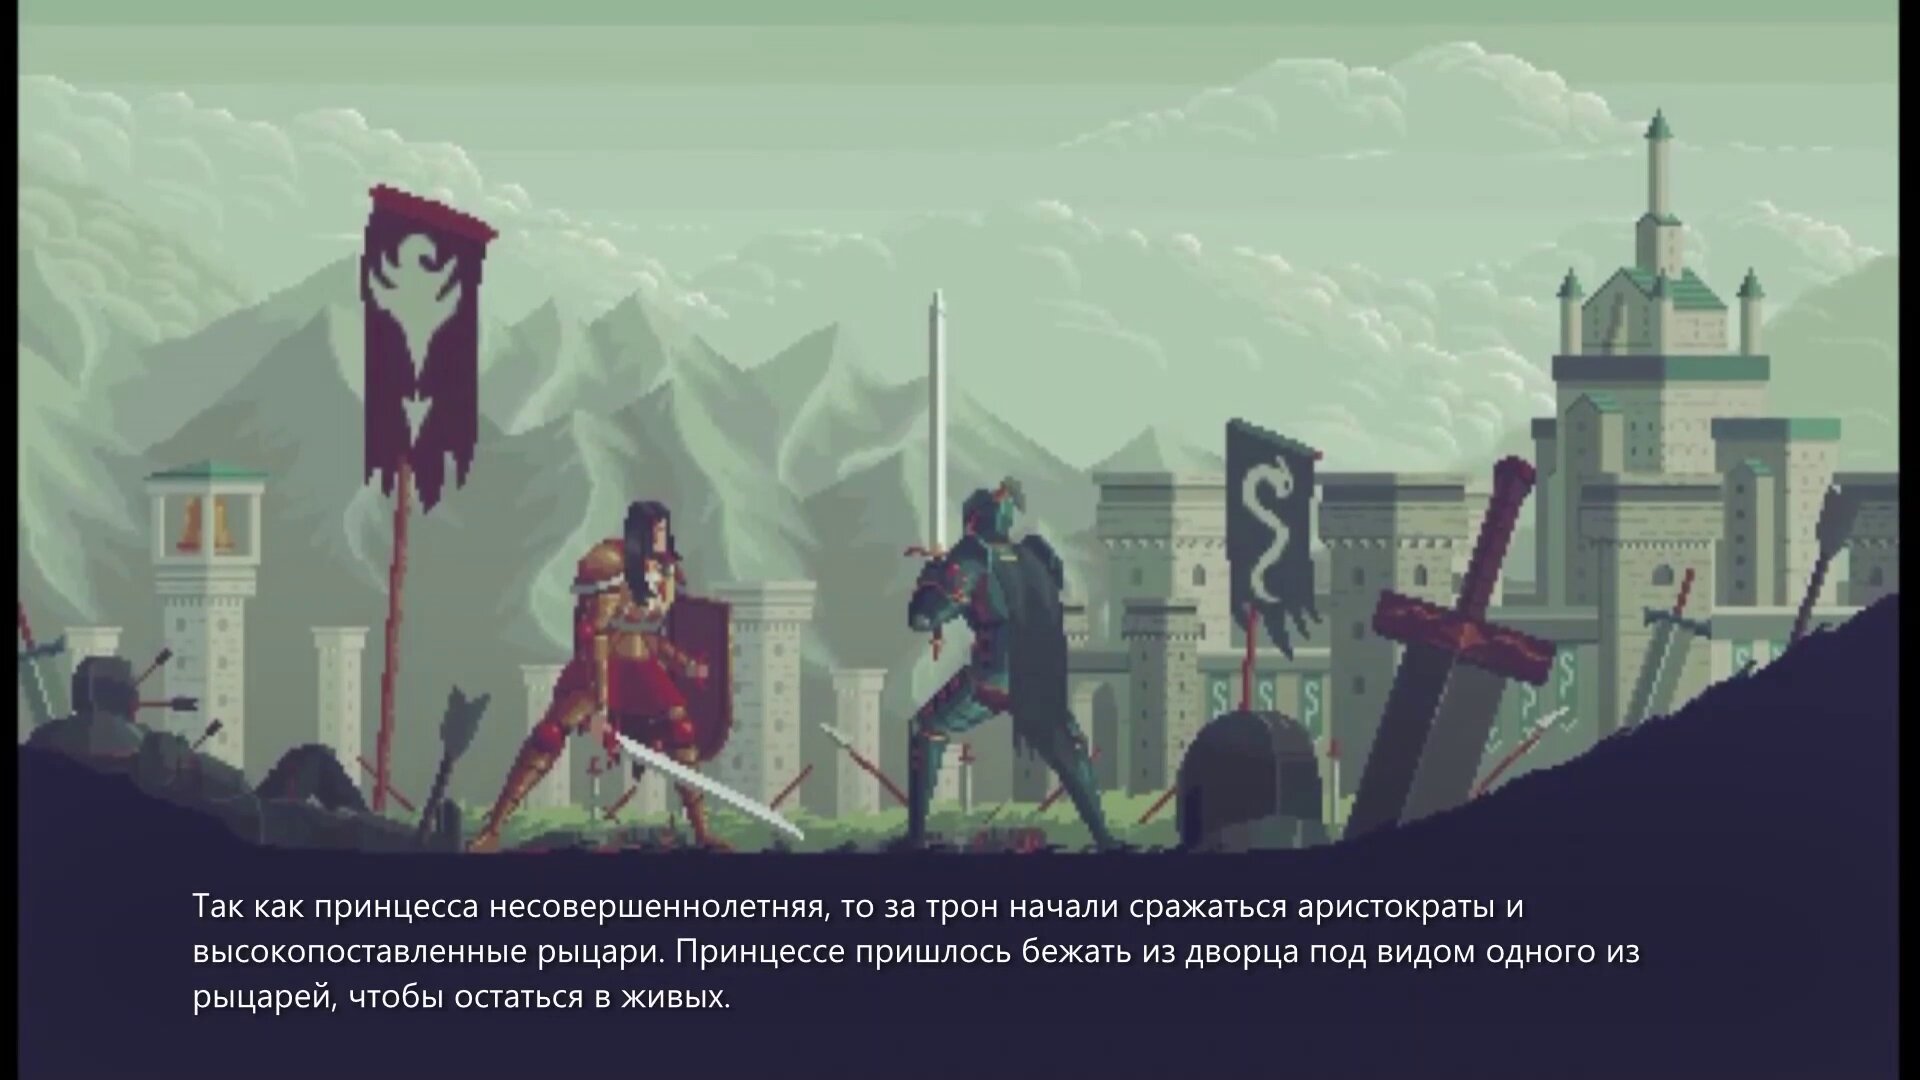 Так как принцесса несовершеннолетняя, то за трон начали сражаться аристократы и
высокопоставленные рыцари. Принцессе пришлось бежать из дворца под видом одного из
рыцарей, чтобы остаться в живых.